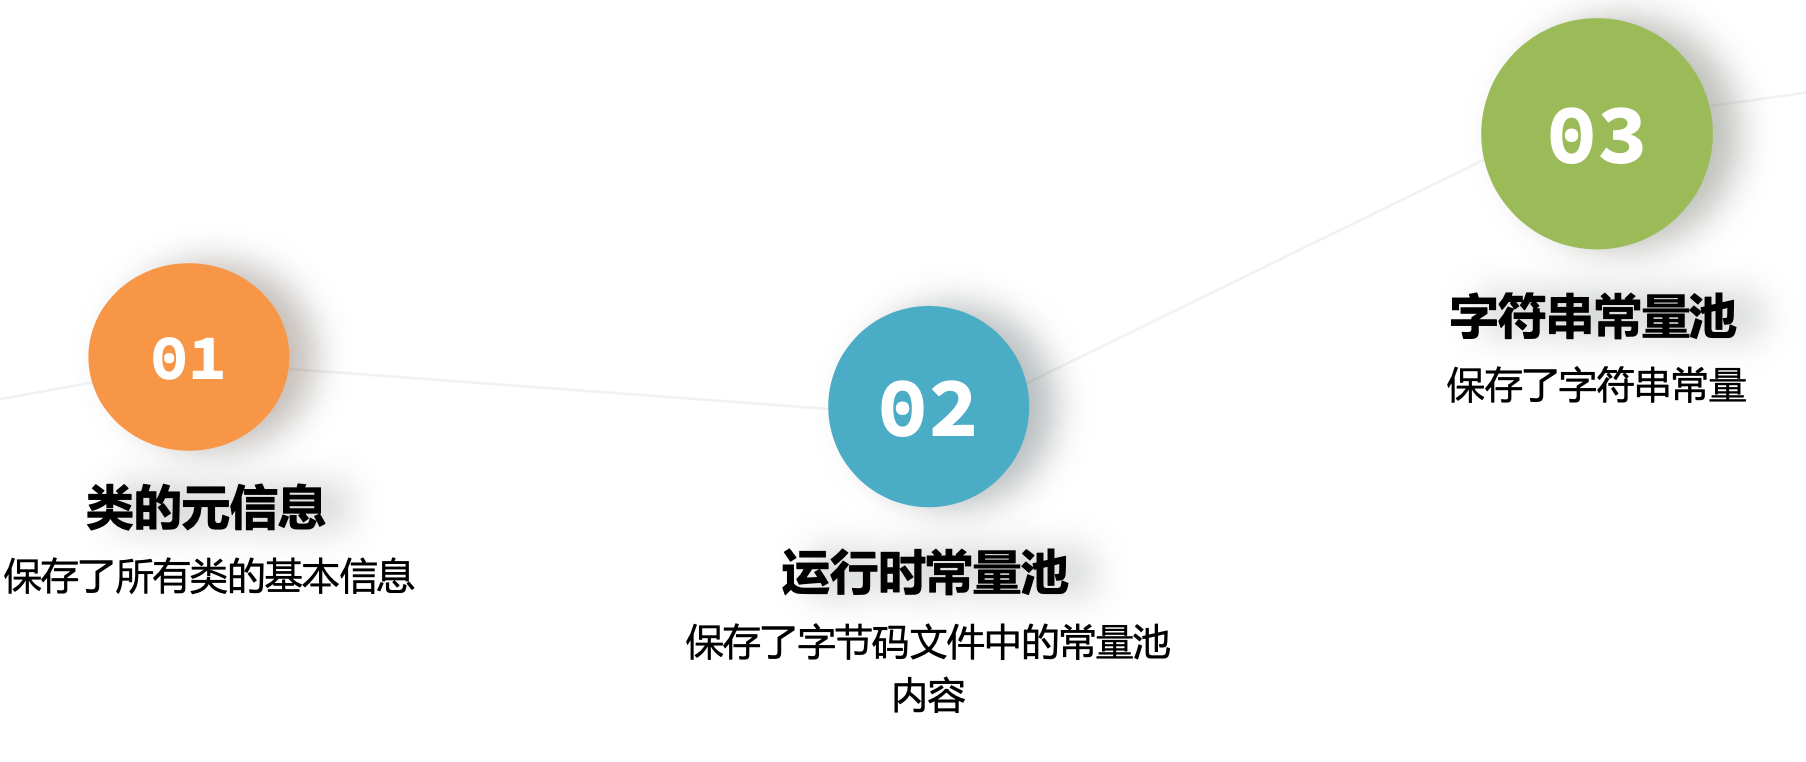 01
类的元信息
保存了所有类的基本信息
02
运行时常量池
保存了字节码文件中的常量池
内容
03
字符串常量池
保存了字符串常量